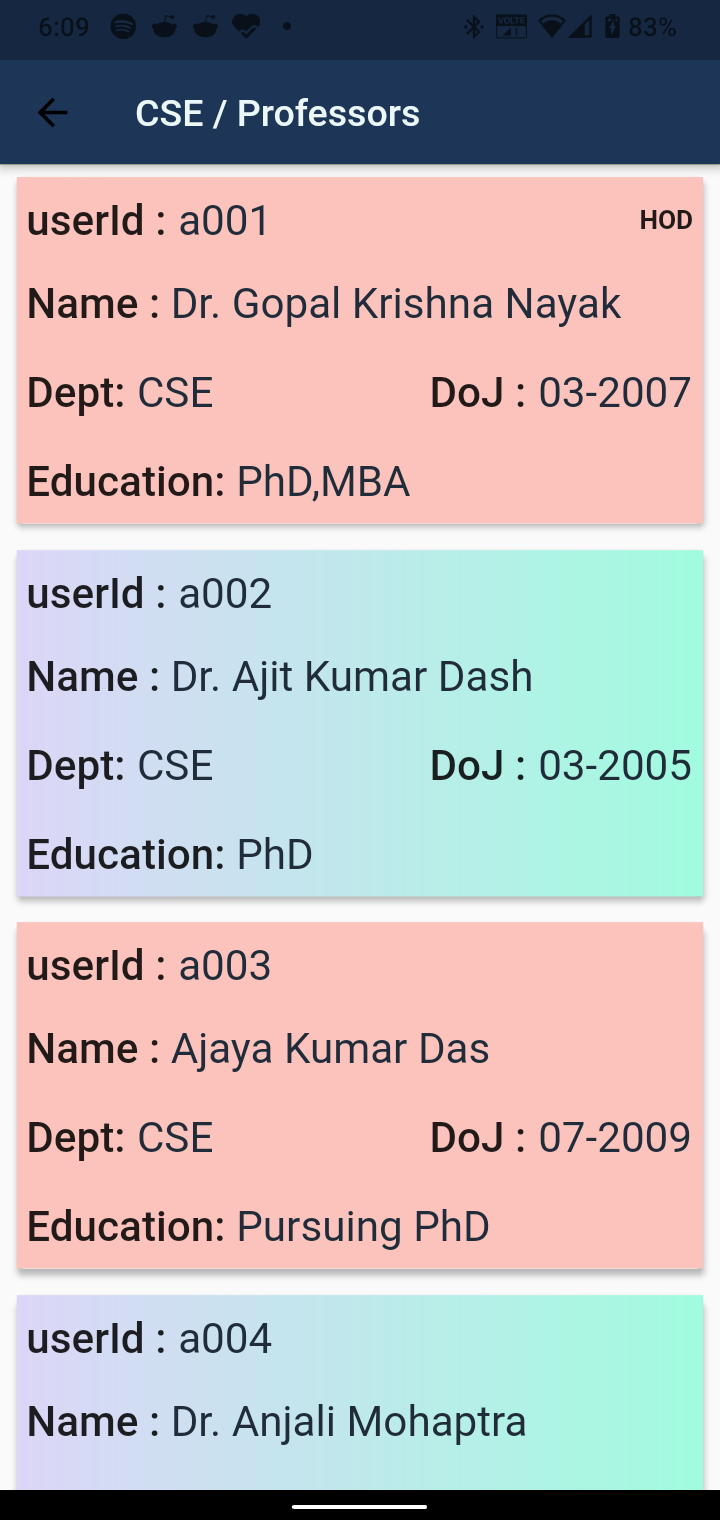 6:09 VOLTE 83%
CSE / Professors
userId : a001 HOD
Name : Dr. Gopal Krishna Nayak
Dept: CSE DoJ : 03-2007
Education: PhD,MBA
userId : a002
Name : Dr. Ajit Kumar Dash
Dept: CSE DoJ : 03-2005
Education: PhD
userId : a003
Name : Ajaya Kumar Das
Dept: CSE DoJ : 07-2009
Education: Pursuing PhD
userId : a004
Name : Dr. Anjali Mohaptra